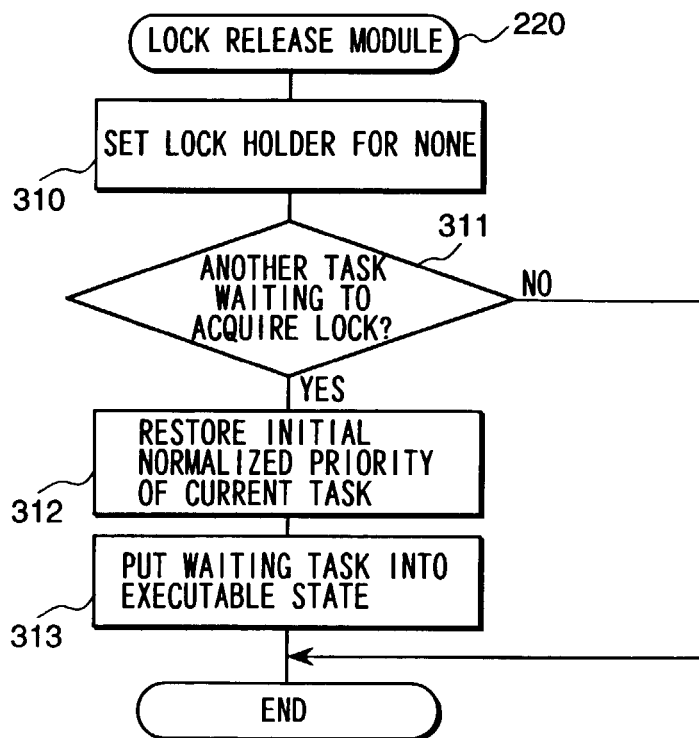 LOCK RELEASE MODULE
220
SET LOCK HOLDER FOR NONE
310
311
ANOTHER TASK
WAITING TO
ACQUIRE LOCK?
NO
YES
RESTORE INITIAL
NORMALIZED PRIORITY
OF CURRENT TASK
312
PUT WAITING TASK INTO
EXECUTABLE STATE
313
END